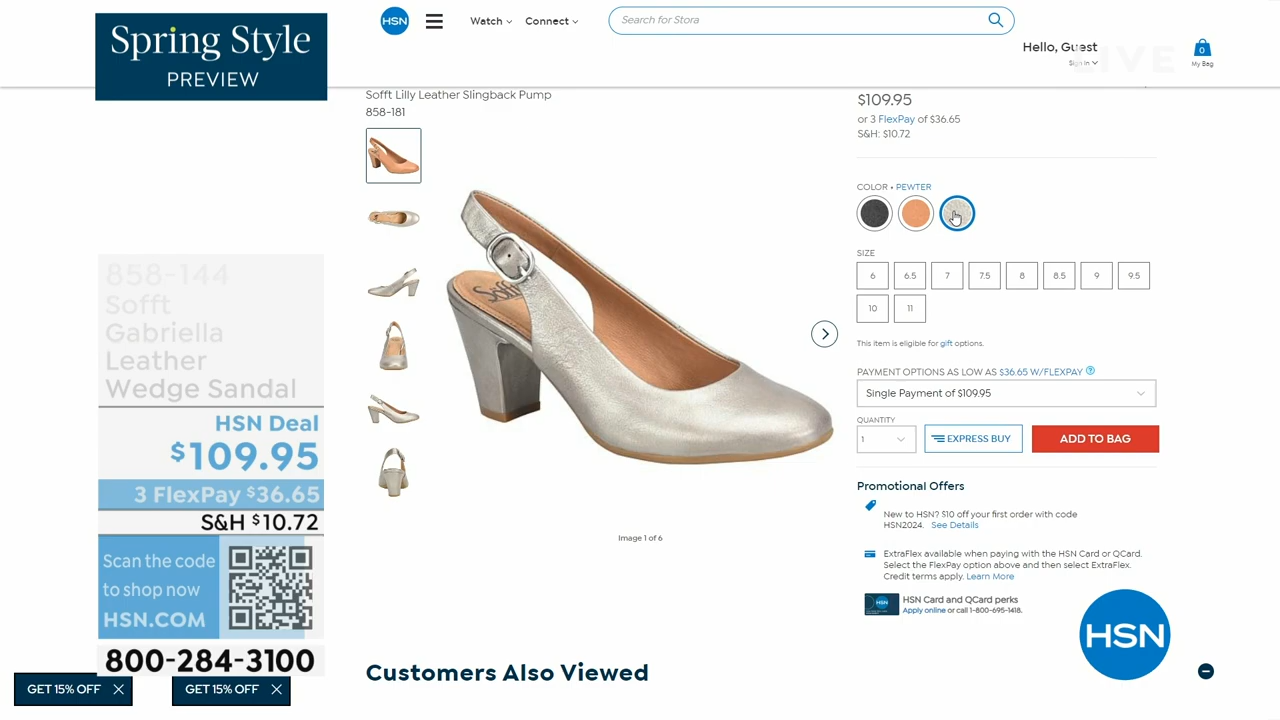 Spring Style
PREVIEW
HSN
Watch
Connect
Search for Stora
Hello, Guest
Sign In
LIVE
0
My Bag
Sofft Lilly Leather Slingback Pump
858-181
$109.95
or 3 FlexPay of $36.65
S&H: $10.72
COLOR • PEWTER
SIZE
6
6.5
7
7.5
8
8.5
9
9.5
10
11
This item is eligible for gift options.
PAYMENT OPTIONS AS LOW AS $36.65 W/FLEXPAY ?
Single Payment of $109.95
QUANTITY
1
EXPRESS BUY
ADD TO BAG
Promotional Offers
New to HSN? $10 off your first order with code
HSN2024. See Details
ExtraFlex available when paying with the HSN Card or QCard.
Select the FlexPay option above and then select ExtraFlex.
Credit terms apply. Learn More
HSN
HSN Card and QCard perks
Apply online or call 1-800-695-1418.
Sofft
Image 1 of 6
858-144
Sofft
Gabriella
Leather
Wedge Sandal
HSN Deal
$109.95
3 FlexPay $36.65
S&H $10.72
Scan the code
to shop now
HSN.COM
800-284-3100
GET 15% OFF
GET 15% OFF
Customers Also Viewed
HSN